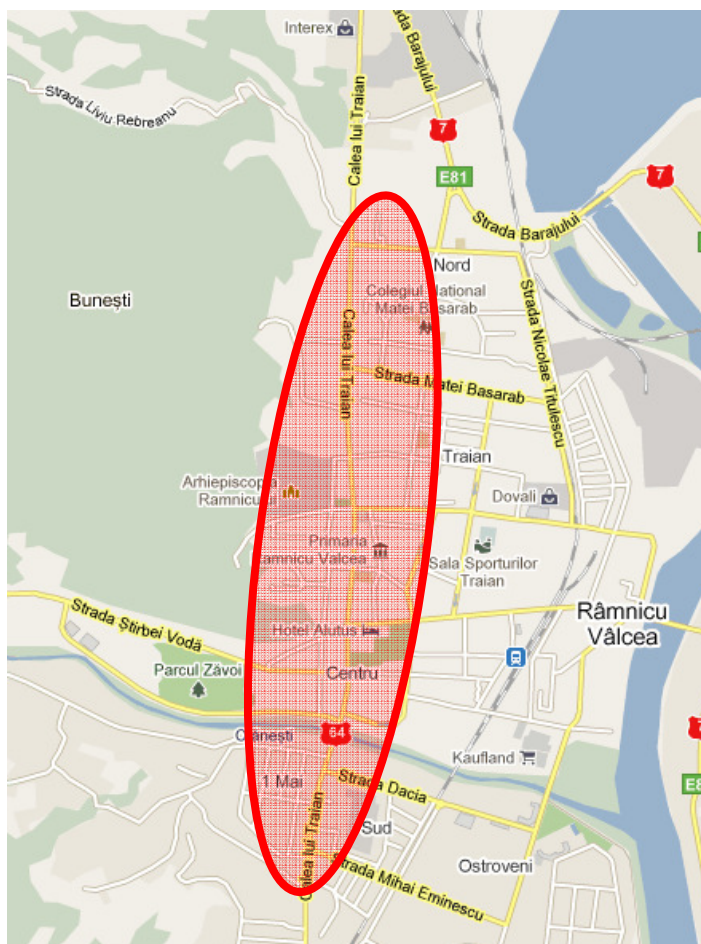 Interex
Strada Barajului
Strada Liviu Rebreanu
Calea lui Traian
7
7
E81
Strada Barajului
Nord
Bunești
Colegiul National
Matei Basarab
Strada Nicolae Titulescu
Calea lui Traian
Strada Matei Basarab
Traian
Arhiepiscopia
Ramnicului
Dovali
Primaria
Ramnicu Valcea
Sala Sporturilor
Traian
Strada Știrbei Vodă
Râmnicu
Vâlcea
Hotel Alutus
Parcul Zăvoi
Centru
64
7
Kaufland
1 Mai
Strada Dacia
E8
Calea lui Traian
Sud
Ostroveni
Strada Mihai Eminescu